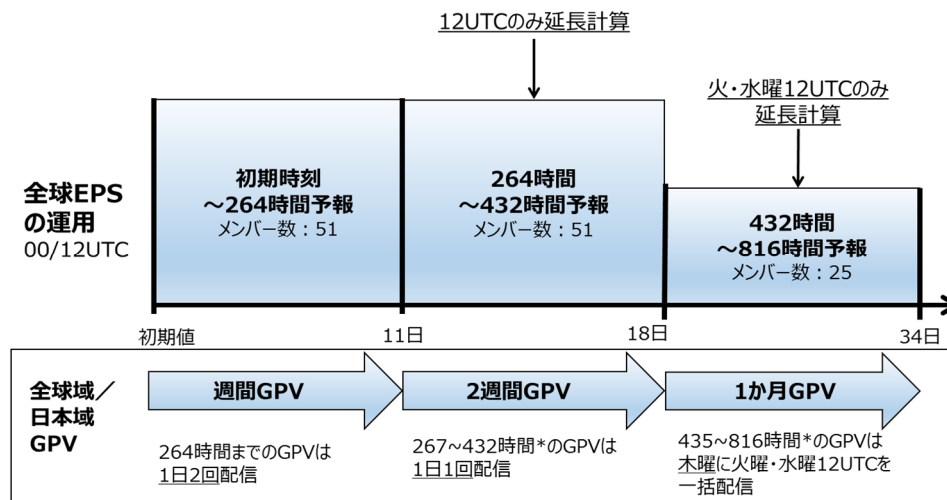 12UTCのみ延長計算
火・水曜12UTCのみ
延長計算
全球EPS
の運用
00/12UTC
初期時刻
～264時間予報
メンバー数：51
264時間
～432時間予報
メンバー数：51
432時間
～816時間予報
メンバー数：25
初期値
11日
18日
34日
全球域／
日本域
GPV
週間GPV
2週間GPV
1か月GPV
264時間までのGPVは
1日2回配信
267~432時間*のGPVは
1日1回配信
435~816時間*のGPVは
木曜に火曜・水曜12UTCを
一括配信